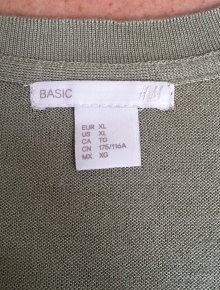 BASIC H&M
EUR XL
US XL
CA TG
CN 175/116A
MX XG